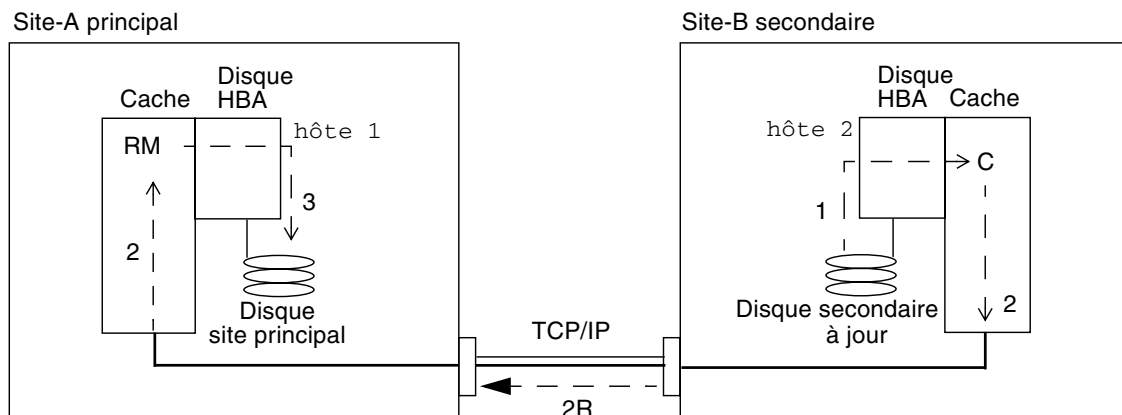 Site-A principal
Site-B secondaire
Disque
HBA
Cache
hôte 1
RM
3
2
Disque
site principal
Disque
HBA
Cache
hôte 2
C
1
2
Disque secondaire
à jour
TCP/IP
2R